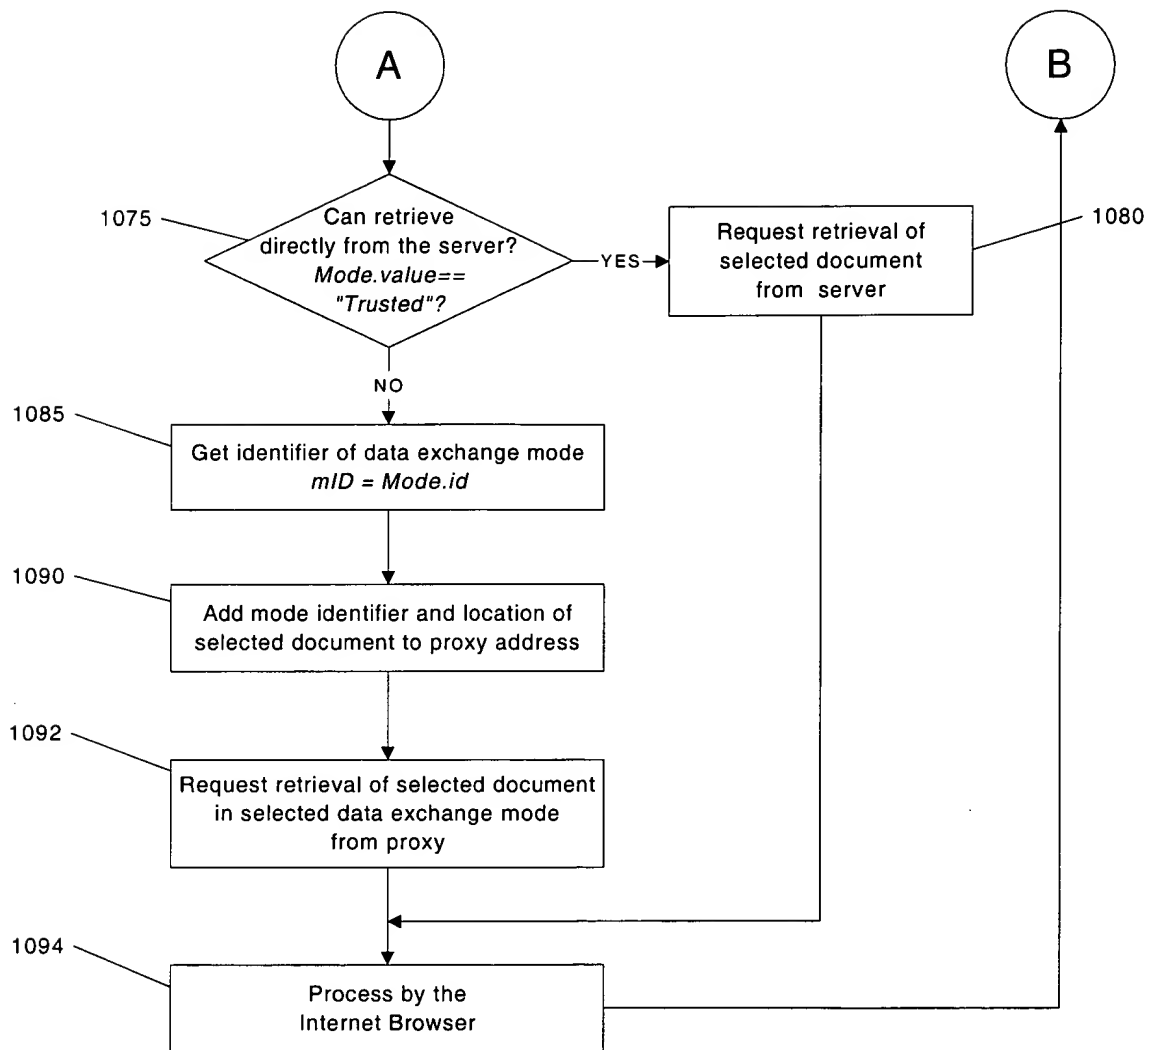 A
B
1075
Can retrieve
directly from the server?
Mode.value==
"Trusted"?
YES
Request retrieval of
selected document
from server
1080
NO
1085
Get identifier of data exchange mode
mID = Mode.id
1090
Add mode identifier and location of
selected document to proxy address
1092
Request retrieval of selected document
in selected data exchange mode
from proxy
1094
Process by the
Internet Browser